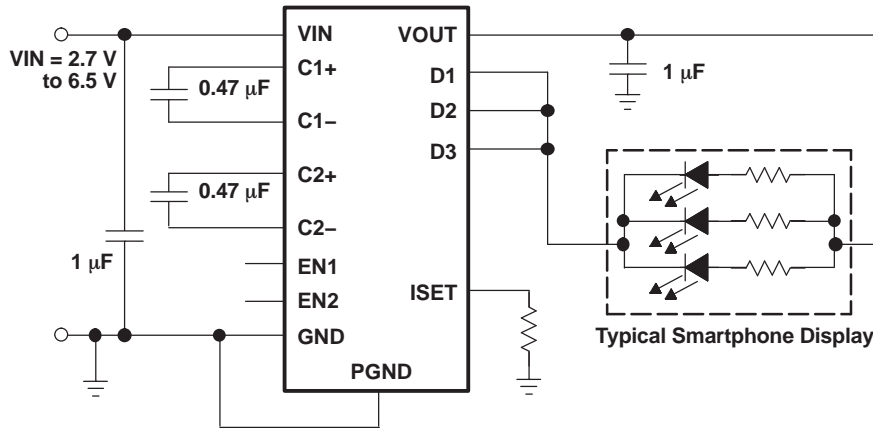 VIN
VOUT
VIN = 2.7 V
to 6.5 V
C1+
0.47 μF
C1–
D1
1 μF
D2
D3
C2+
0.47 μF
C2–
1 μF
EN1
EN2
ISET
GND
Typical Smartphone Display
PGND